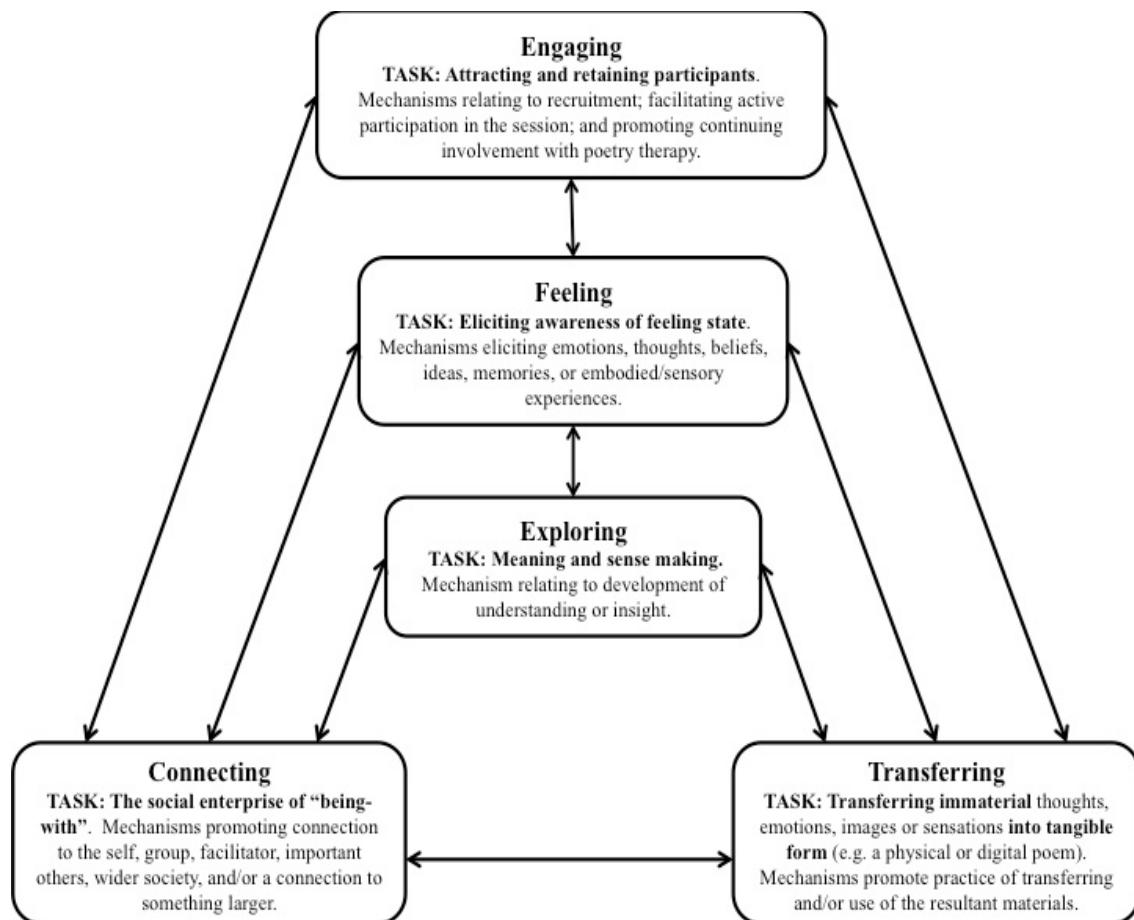 Engaging
TASK: Attracting and retaining participants.
Mechanisms relating to recruitment; facilitating active
participation in the session; and promoting continuing
involvement with poetry therapy.
Feeling
TASK: Eliciting awareness of feeling state.
Mechanisms eliciting emotions, thoughts, beliefs,
ideas, memories, or embodied/sensory
experiences.
Exploring
TASK: Meaning and sense making.
Mechanism relating to development of
understanding or insight.
Connecting
TASK: The social enterprise of “being-
with”. Mechanisms promoting connection
to the self, group, facilitator, important
others, wider society, and/or a connection to
something larger.
Transferring
TASK: Transferring immaterial thoughts,
emotions, images or sensations into tangible
form (e.g. a physical or digital poem).
Mechanisms promote practice of transferring
and/or use of the resultant materials.